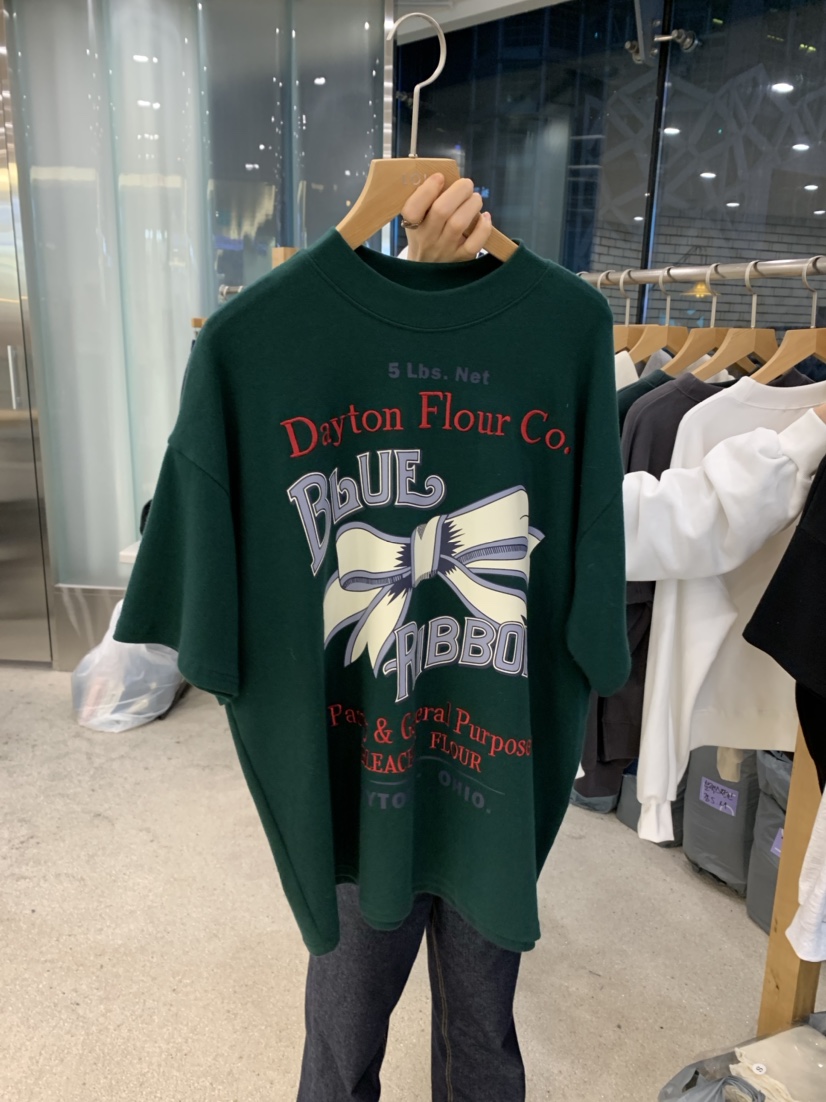 5 Lbs. Net
Dayton Flour Co.
BLUE
RIBBO
& General Purpose
FLOUR
OHIO.